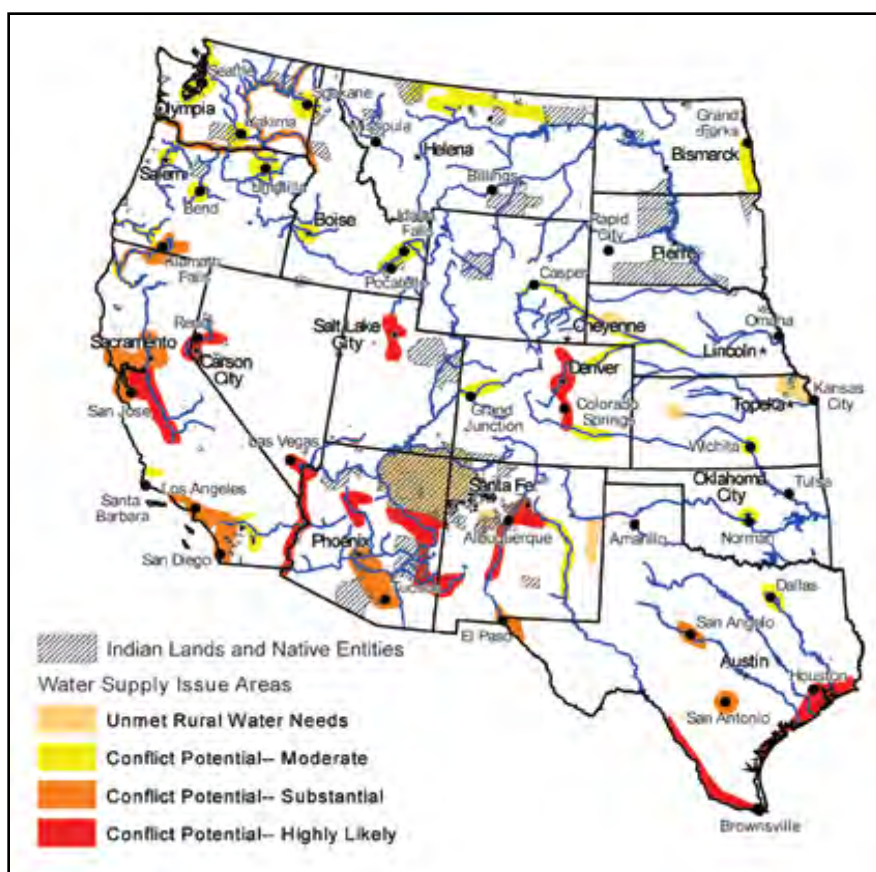 Seattle
Olympia
Spokane
Yakima
Missoula
Helena
Grand
Forks
Bismarck
Salem
Umatilla
Bend
Billings
Boise
Idaho
Falls
Rapid
City
Pierre
Klamath
Falls
Pocatello
Casper
Reno
Sacramento
Carson
City
Salt Lake
City
Cheyenne
Omaha
Lincoln
San Jose
Denver
Grand
Junction
Colorado
Springs
Topeka
Kansas
City
Las Vegas
Wichita
Santa
Barbara
Los Angeles
Santa Fe
Oklahoma
City
Tulsa
San Diego
Phoenix
Albuquerque
Amarillo
Norman
Tucson
Dallas
El Paso
San Angelo
Austin
Houston
San Antonio
Brownsville
Indian Lands and Native Entities
Water Supply Issue Areas
Unmet Rural Water Needs
Conflict Potential-- Moderate
Conflict Potential-- Substantial
Conflict Potential-- Highly Likely